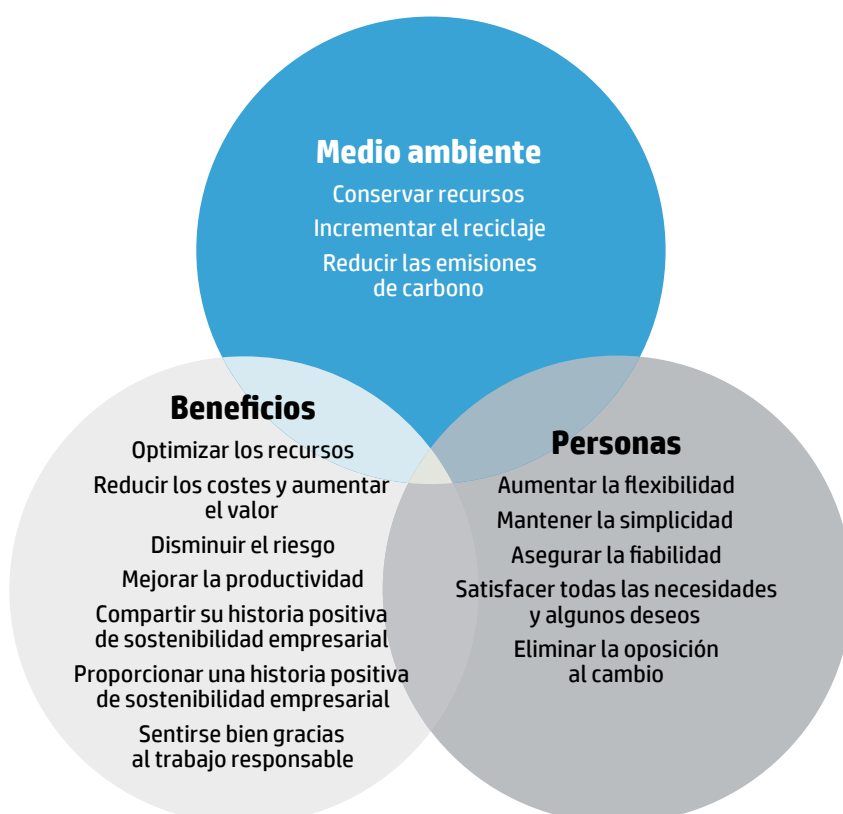 Medio ambiente
Conservar recursos
Incrementar el reciclaje
Reducir las emisiones
de carbono
Beneficios
Optimizar los recursos
Reducir los costes y aumentar
el valor
Disminuir el riesgo
Mejorar la productividad
Compartir su historia positiva
de sostenibilidad empresarial
Proporcionar una historia positiva
de sostenibilidad empresarial
Sentirse bien gracias
al trabajo responsable
Personas
Aumentar la flexibilidad
Mantener la simplicidad
Asegurar la fiabilidad
Satisfacer todas las necesidades
y algunos deseos
Eliminar la oposición
al cambio